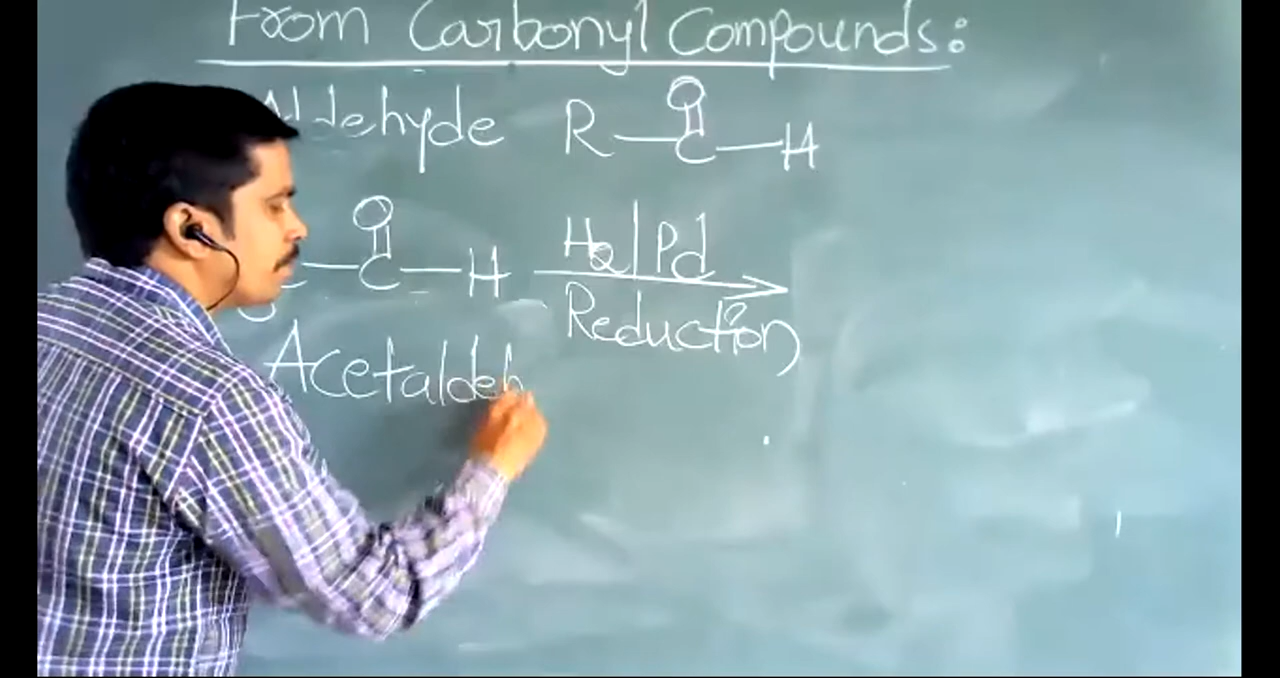 From Carbonyl Compounds:
Aldehyde R—C—H
O
O
C—C—H H2|Pd
Reduction
Acetaldeh